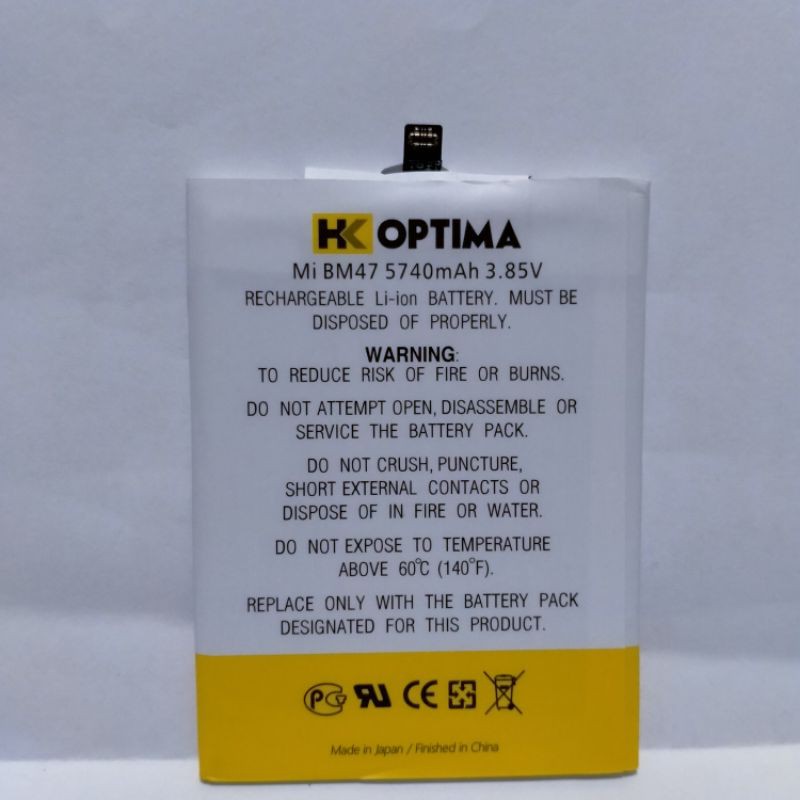 HK OPTIMA
Mi BM47 5740mAh 3.85V
RECHARGEABLE Li-ion BATTERY. MUST BE
DISPOSED OF PROPERLY.
WARNING:
TO REDUCE RISK OF FIRE OR BURNS.
DO NOT ATTEMPT OPEN, DISASSEMBLE OR
SERVICE THE BATTERY PACK.
DO NOT CRUSH, PUNCTURE,
SHORT EXTERNAL CONTACTS OR
DISPOSE OF IN FIRE OR WATER.
DO NOT EXPOSE TO TEMPERATURE
ABOVE 60℃ (140°F).
REPLACE ONLY WITH THE BATTERY PACK
DESIGNATED FOR THIS PRODUCT.
CE
Made in Japan / Finished in China